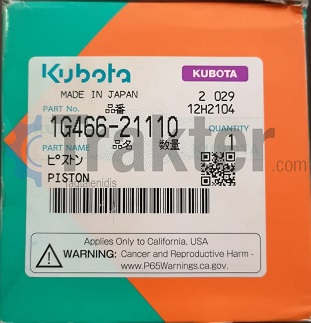 Kubota KUBOTA
MADE IN JAPAN 2 029
PART No. 品番 12H2104
1G466-21110 QUANTITY
PART NAME 品名 数量 1
ピストン
PISTON
Applies Only to California. USA
WARNING: Cancer and Reproductive Harm -
www.P65Warnings.ca.gov.